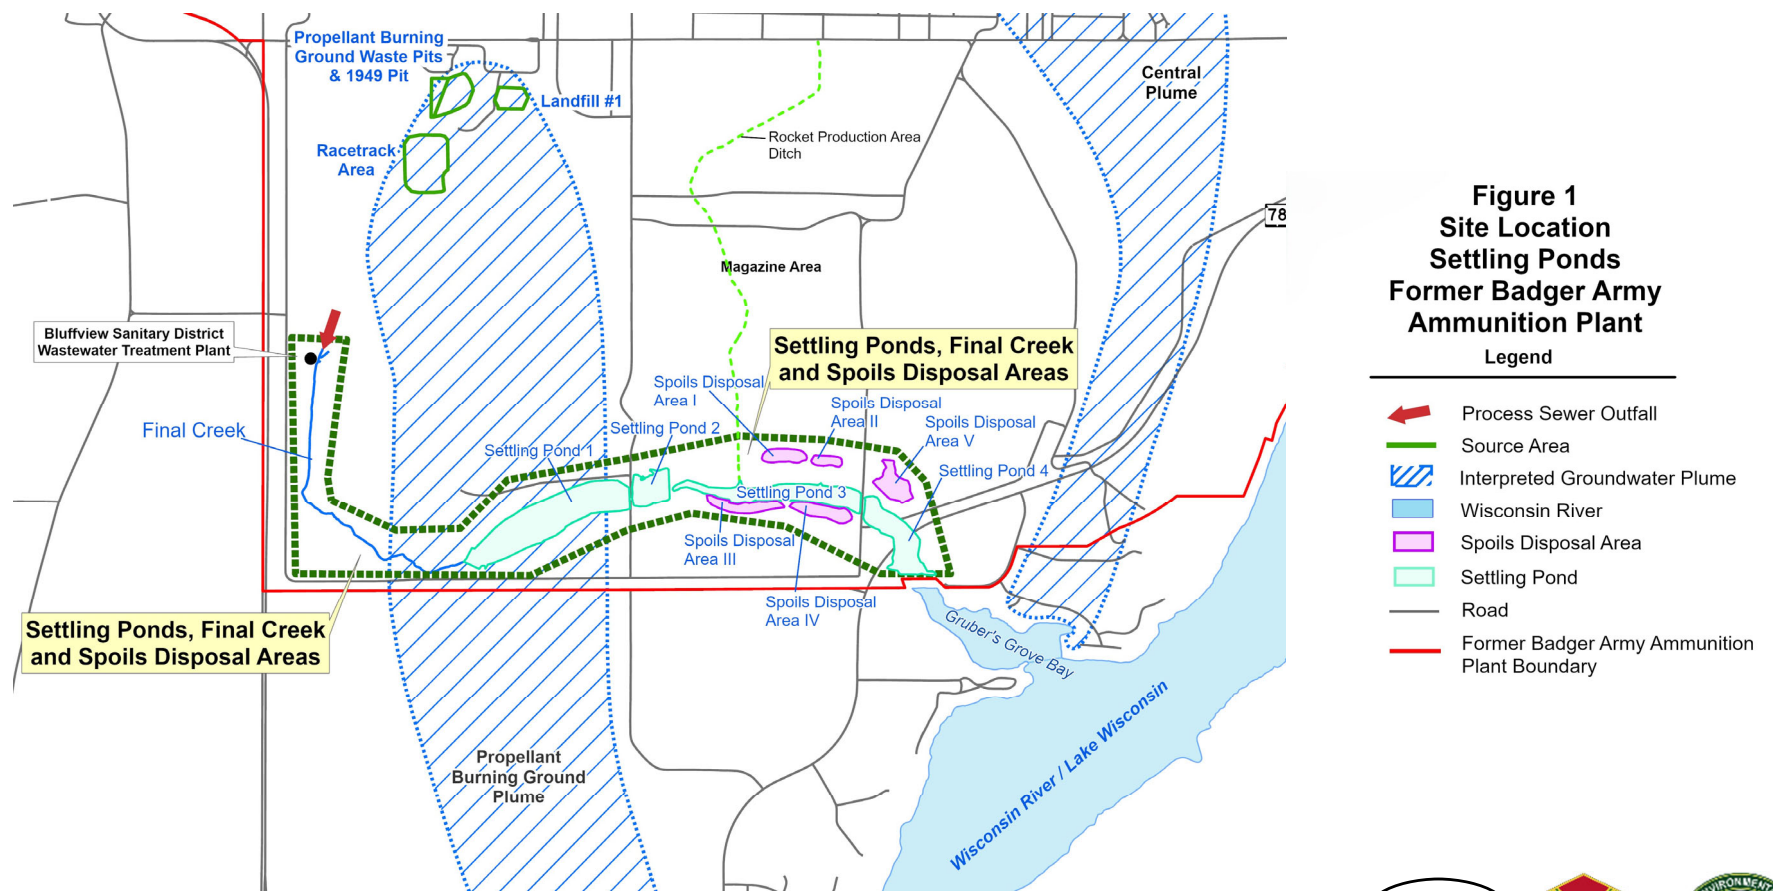 Propellant Burning
Ground Waste Pits
& 1949 Pit
Landfill #1
Racetrack
Area
Central
Plume
Rocket Production Area
Ditch
78
Magazine Area
Bluffview Sanitary District
Wastewater Treatment Plant
Settling Ponds, Final Creek
and Spoils Disposal Areas
Spoils Disposal
Area I
Spoils Disposal
Area II
Spoils Disposal
Area V
Final Creek
Settling Pond 1
Settling Pond 2
Settling Pond 4
Settling Pond 3
Spoils Disposal
Area III
Spoils Disposal
Area IV
Settling Ponds, Final Creek
and Spoils Disposal Areas
Gruber's Grove Bay
Wisconsin River / Lake Wisconsin
Propellant
Burning Ground
Plume
Figure 1
Site Location
Settling Ponds
Former Badger Army
Ammunition Plant
Legend
Process Sewer Outfall
Source Area
Interpreted Groundwater Plume
Wisconsin River
Spoils Disposal Area
Settling Pond
Road
Former Badger Army Ammunition
Plant Boundary